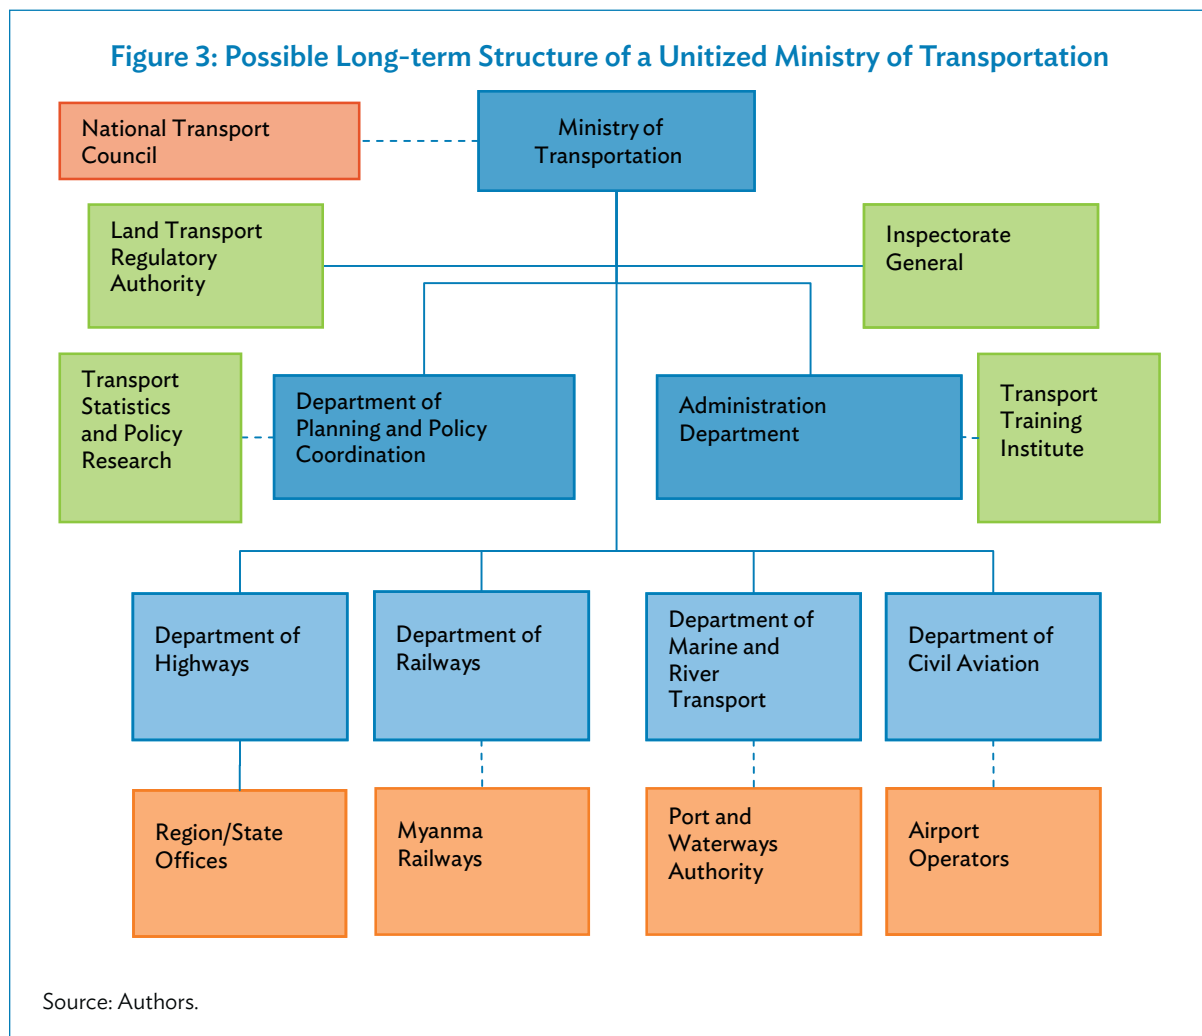 Figure 3: Possible Long-term Structure of a Unitized Ministry of Transportation
National Transport
Council
Ministry of
Transportation
Land Transport
Regulatory
Authority
Inspectorate
General
Transport
Statistics
and Policy
Research
Department of
Planning and Policy
Coordination
Administration
Department
Transport
Training
Institute
Department of
Highways
Department of
Railways
Department of
Marine and
River
Transport
Department of
Civil Aviation
Region/State
Offices
Myanma
Railways
Port and
Waterways
Authority
Airport
Operators
Source: Authors.